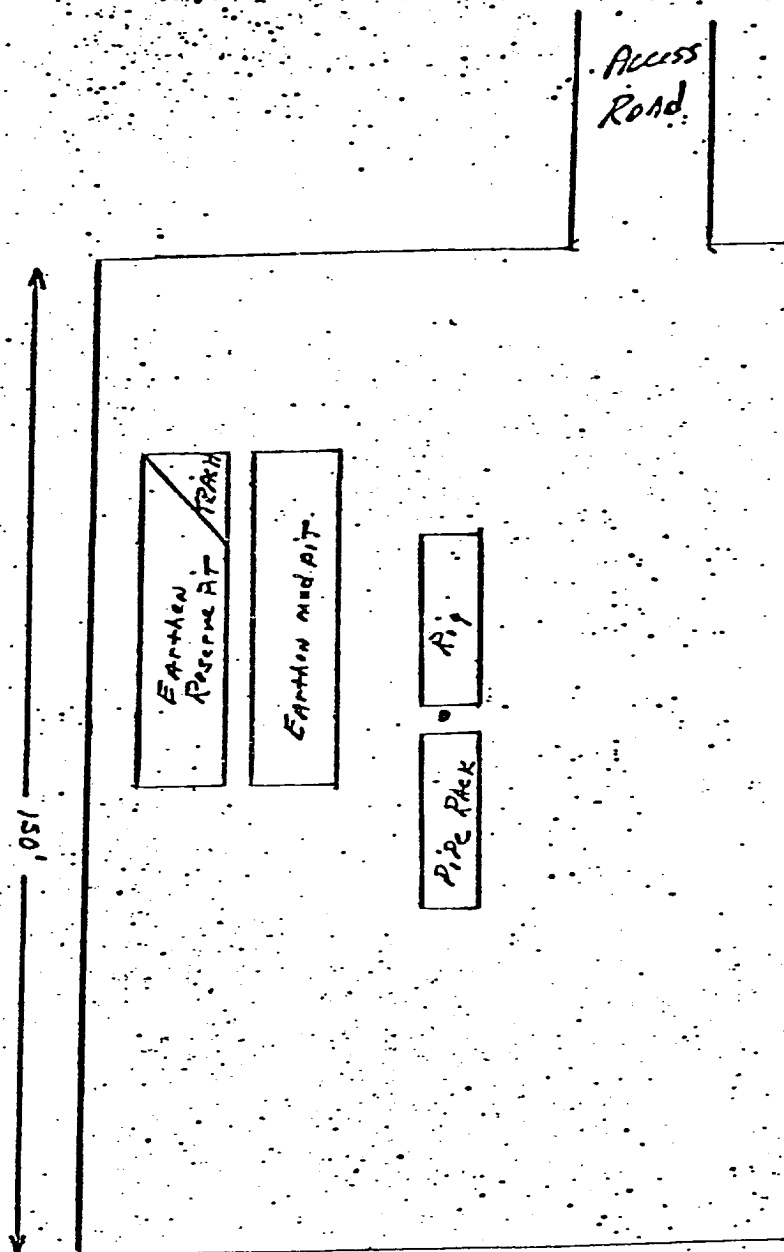 Access
Road
TRASH
Earthen
Reserve Pit
Earthen mud pit
Rig
Pipe Rack
150'